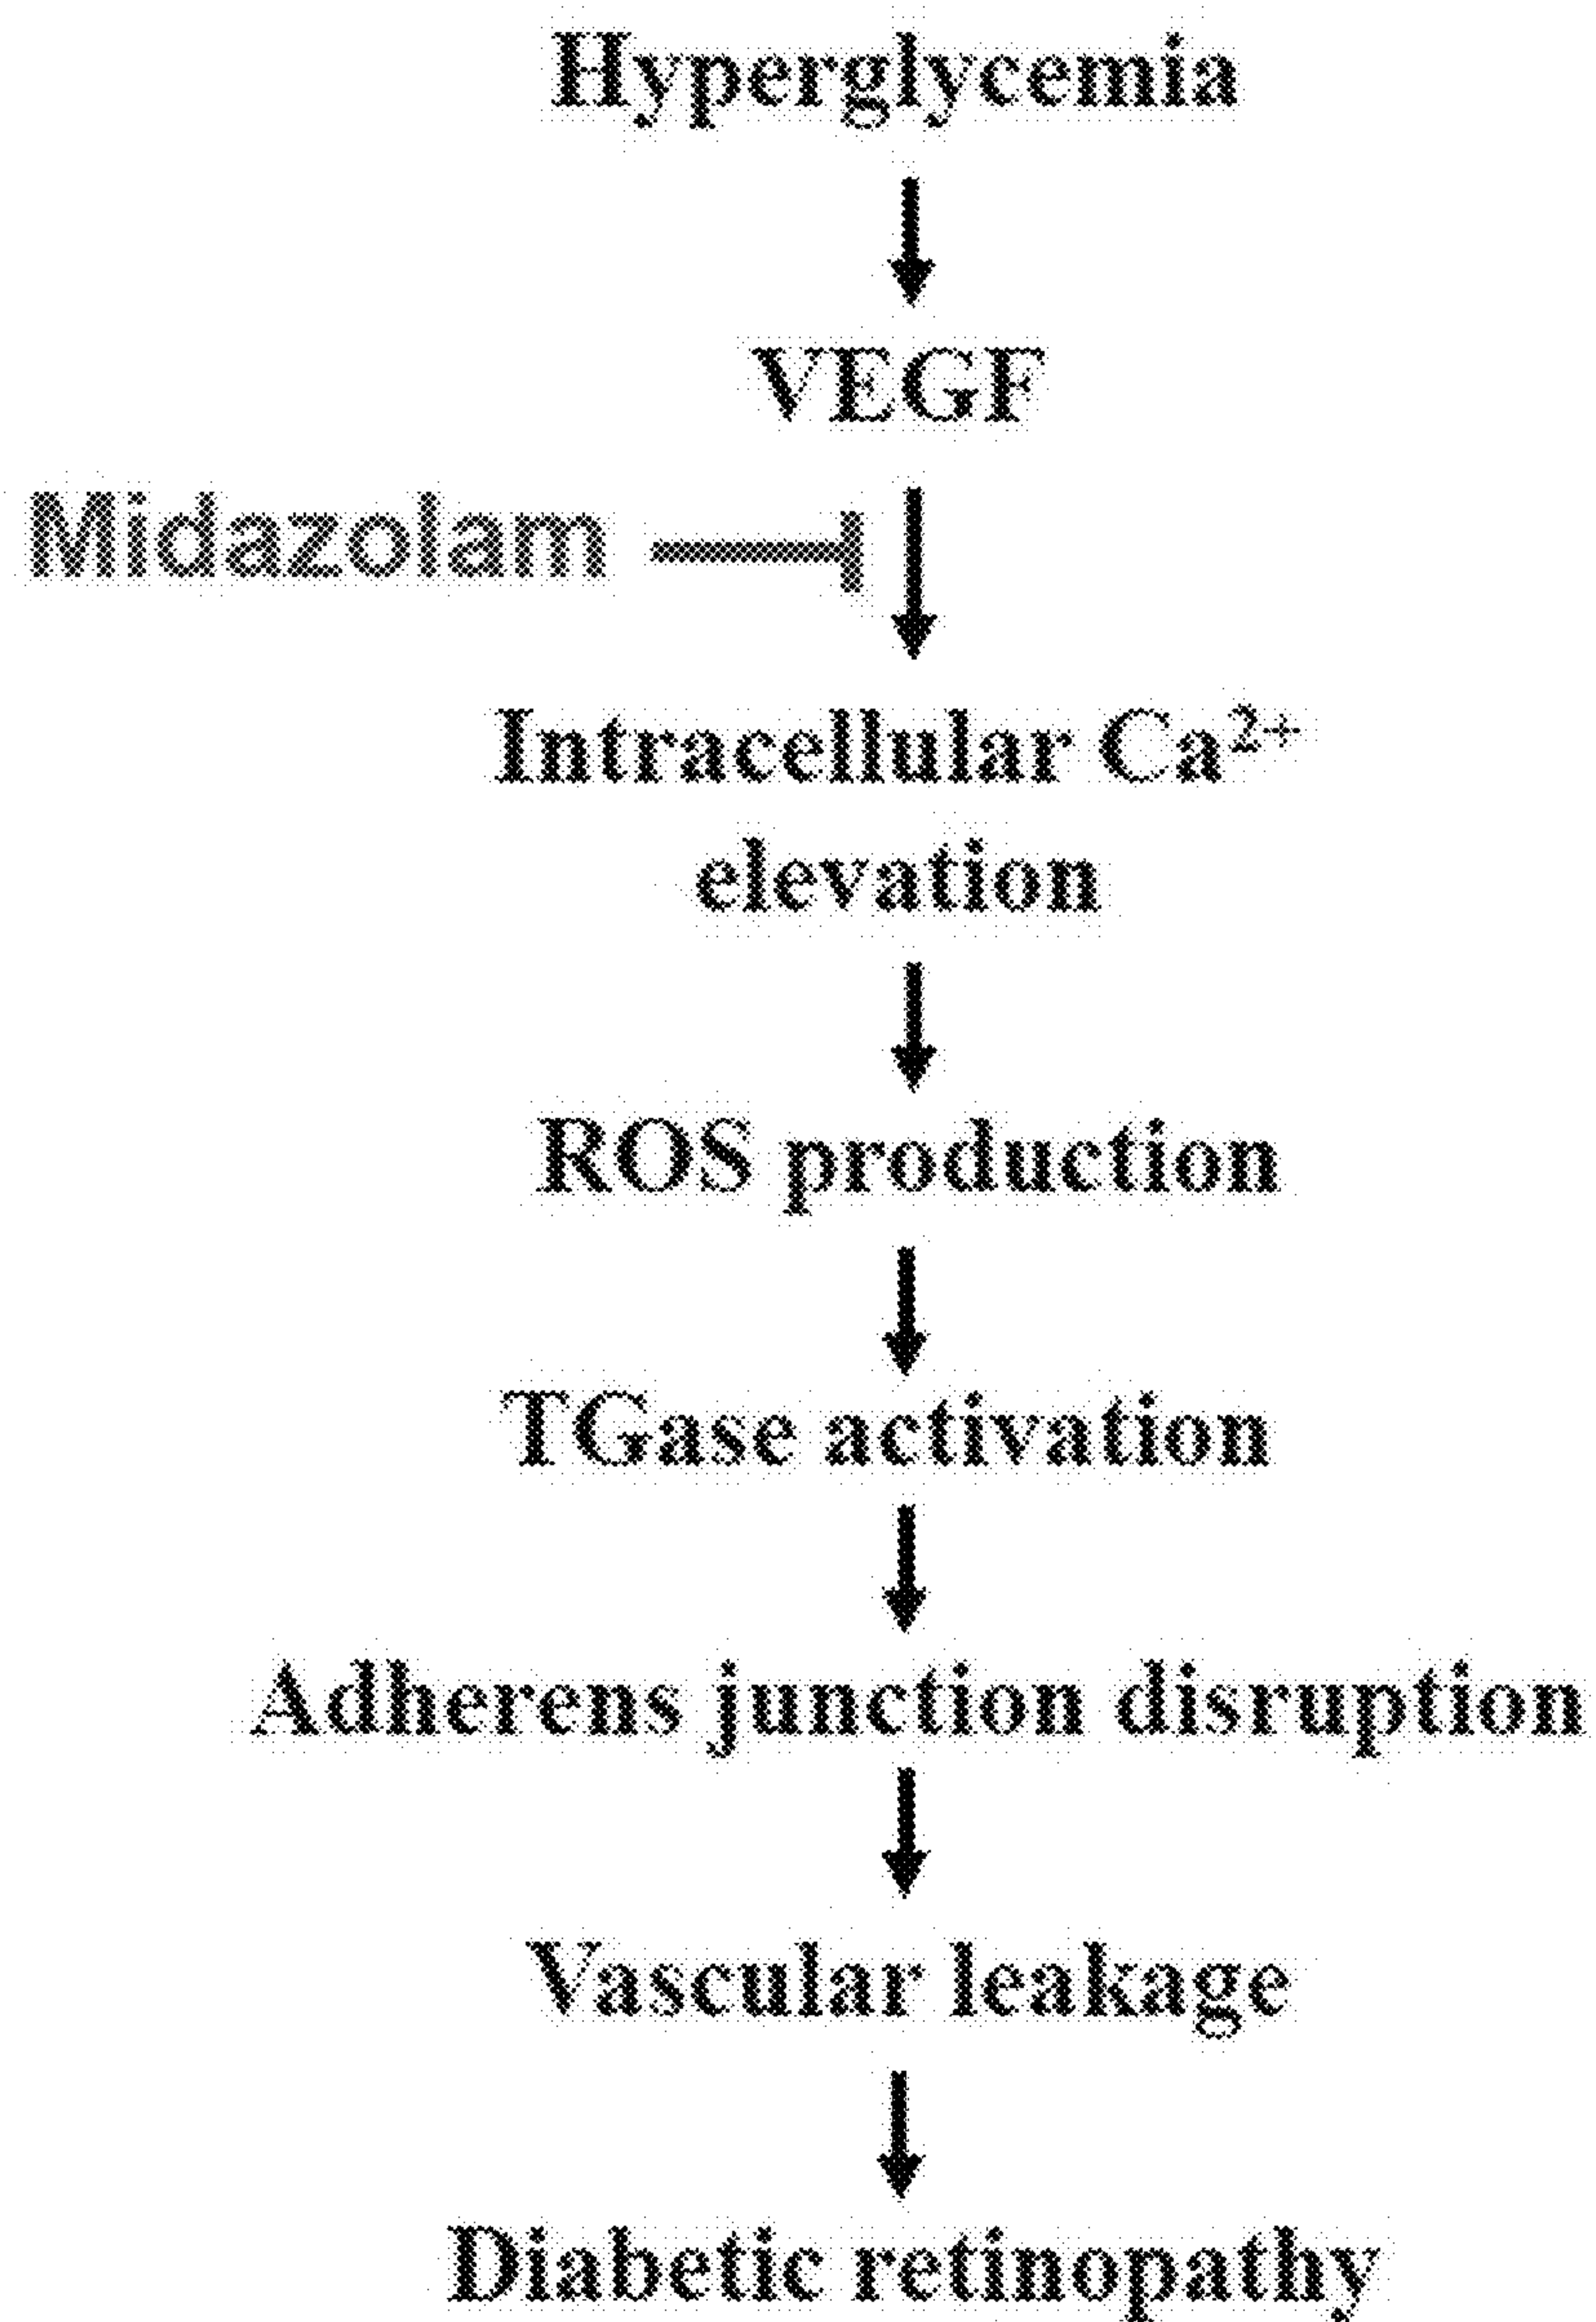 Hyperglycemia
VEGF
Midazolam
Intracellular Ca²⁺
elevation
ROS production
TGase activation
Adherens junction disruption
Vascular leakage
Diabetic retinopathy